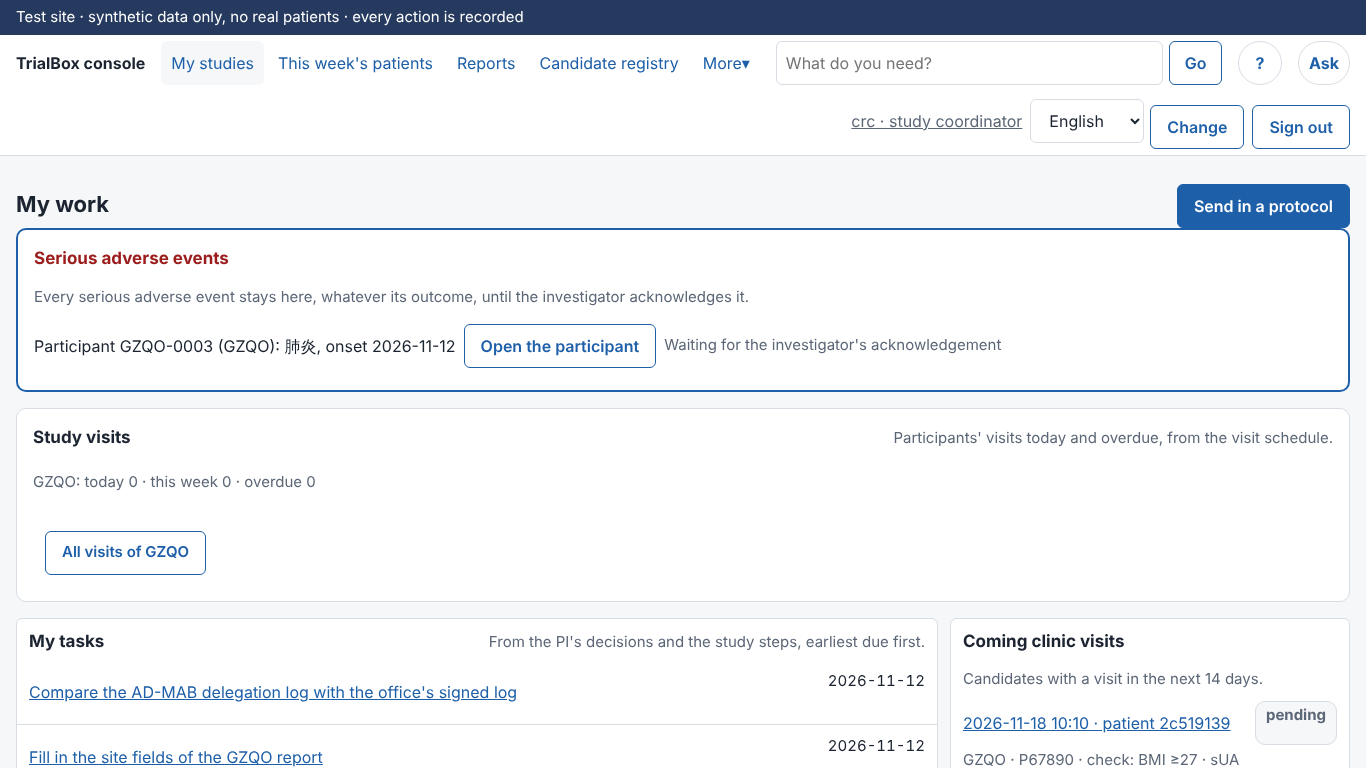 Test site · synthetic data only, no real patients · every action is recorded
TrialBox console My studies This week's patients Reports Candidate registry More▾ What do you need? Go ? Ask
crc · study coordinator English Change Sign out
My work Send in a protocol
Serious adverse events
Every serious adverse event stays here, whatever its outcome, until the investigator acknowledges it.
Participant GZQO-0003 (GZQO): 肺炎, onset 2026-11-12 Open the participant Waiting for the investigator's acknowledgement
Study visits Participants' visits today and overdue, from the visit schedule.
GZQO: today 0 · this week 0 · overdue 0
All visits of GZQO
My tasks From the PI's decisions and the study steps, earliest due first.
Compare the AD-MAB delegation log with the office's signed log 2026-11-12
Fill in the site fields of the GZQO report 2026-11-12
Coming clinic visits
Candidates with a visit in the next 14 days.
2026-11-18 10:10 · patient 2c519139 pending
GZQO · P67890 · check: BMI ≥27 · sUA